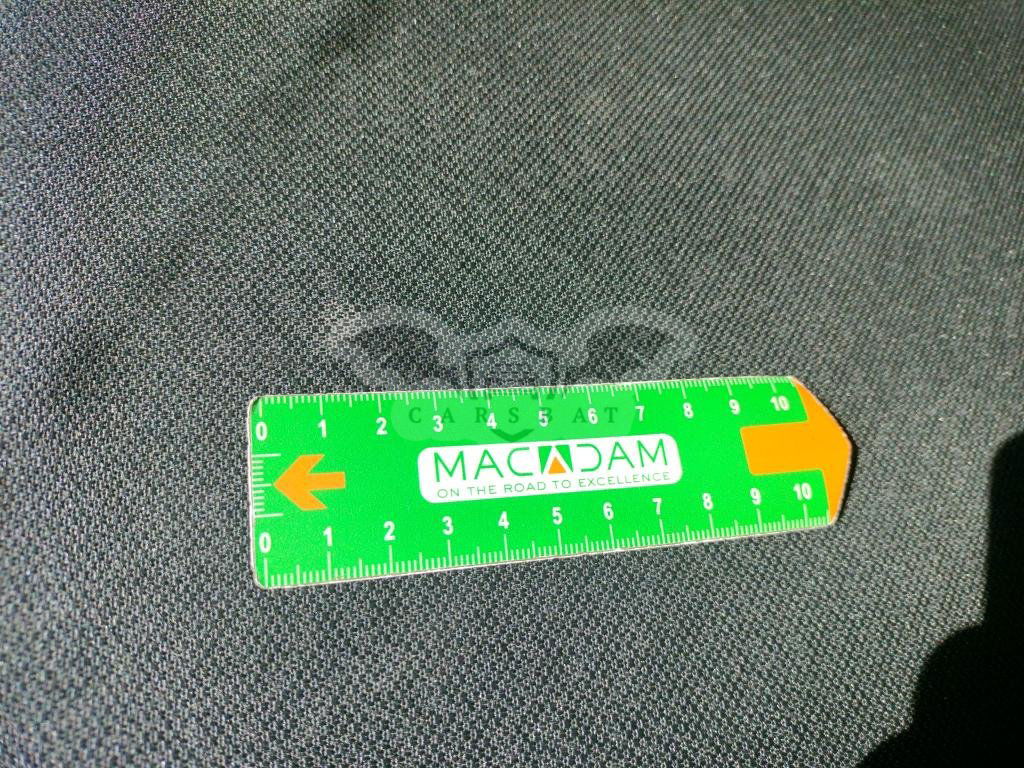 0 1 2 3 4 5 6 7 8 9 10
CARSBAT
MACADAM
ON THE ROAD TO EXCELLENCE
0 1 2 3 4 5 6 7 8 9 10